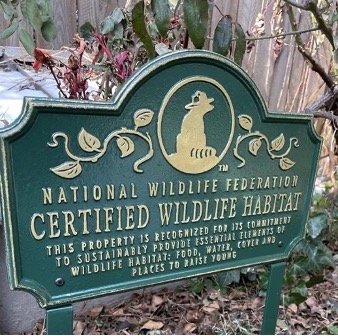 TM
NATIONAL WILDLIFE FEDERATION
CERTIFIED WILDLIFE HABITAT
THIS PROPERTY IS RECOGNIZED FOR ITS COMMITMENT
TO SUSTAINABLY PROVIDE ESSENTIAL ELEMENTS OF
WILDLIFE HABITAT: FOOD, WATER, COVER AND
PLACES TO RAISE YOUNG